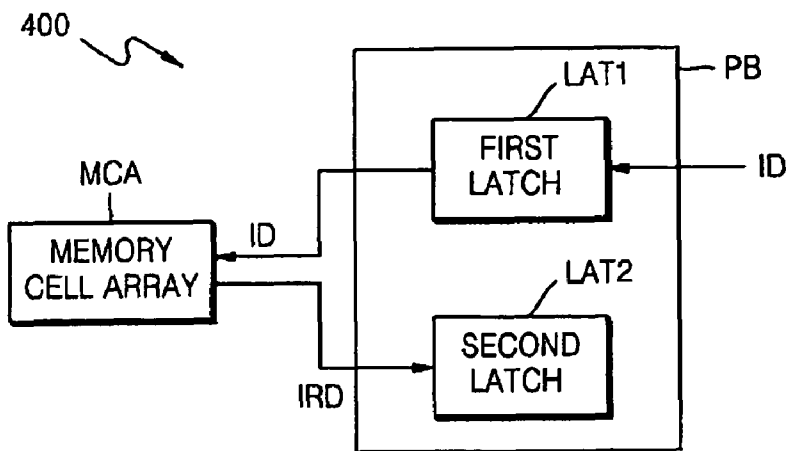 400
LAT1
PB
FIRST
LATCH
ID
MCA
MEMORY
CELL ARRAY
ID
LAT2
SECOND
LATCH
IRD